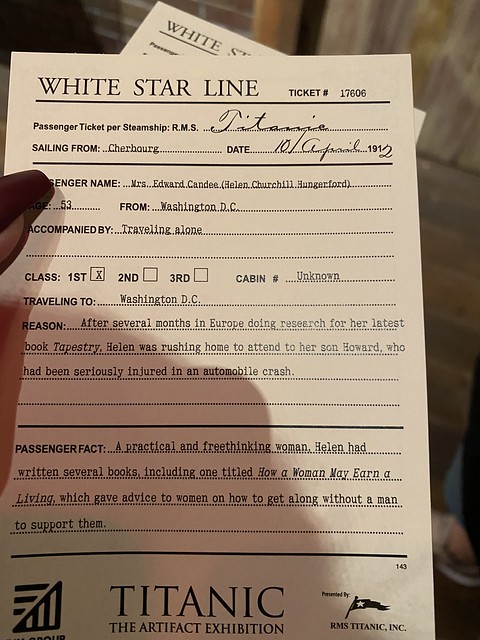 WHITE STAR
WHITE STAR LINE TICKET # 17606
Passenger Ticket per Steamship: R.M.S. Titanic
SAILING FROM: Cherbourg DATE 10/April 1912
SENGER NAME: Mrs. Edward Candee (Helen Churchill Hungerford)
AGE: 53 FROM: Washington D.C.
ACCOMPANIED BY: Traveling alone
CLASS: 1ST X 2ND 3RD CABIN # Unknown
TRAVELING TO: Washington D.C.
REASON: After several months in Europe doing research for her latest
book Tapestry, Helen was rushing home to attend to her son Howard, who
had been seriously injured in an automobile crash.
PASSENGER FACT: A practical and freethinking woman, Helen had
written several books, including one titled How a Woman May Earn a
Living, which gave advice to women on how to get along without a man
to support them.
143
TITANIC
THE ARTIFACT EXHIBITION
Presented By:
RMS TITANIC, INC.
GROUP